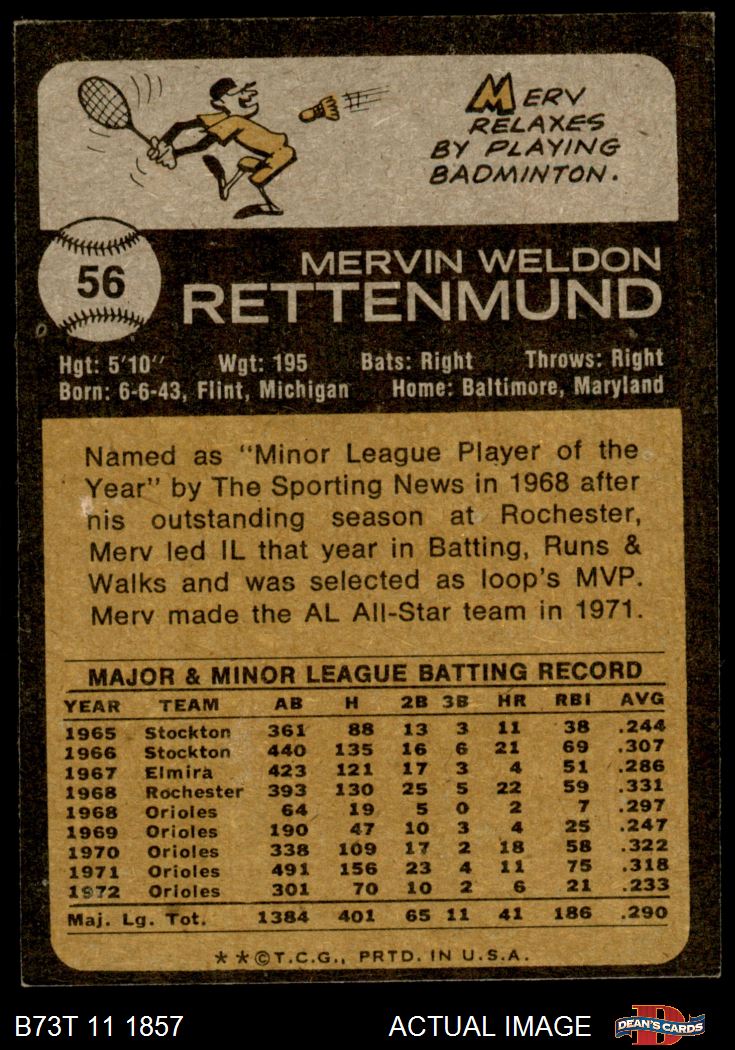 MERV
RELAXES
BY PLAYING
BADMINTON.
56
MERVIN WELDON
RETTENMUND
Hgt: 5'10" Wgt: 195 Bats: Right Throws: Right
Born: 6-6-43, Flint, Michigan Home: Baltimore, Maryland
Named as "Minor League Player of the
Year" by The Sporting News in 1968 after
nis outstanding season at Rochester,
Merv led IL that year in Batting, Runs &
Walks and was selected as loop's MVP.
Merv made the AL All-Star team in 1971.
MAJOR & MINOR LEAGUE BATTING RECORD
YEAR TEAM AB H 2B 3B HR RBI AVG
1965 Stockton 361 88 13 3 11 38 .244
1966 Stockton 440 135 16 6 21 69 .307
1967 Elmira 423 121 17 3 4 51 .286
1968 Rochester 393 130 25 5 22 59 .331
1968 Orioles 64 19 5 0 2 7 .297
1969 Orioles 190 47 10 3 4 25 .247
1970 Orioles 338 109 17 2 18 58 .322
1971 Orioles 491 156 23 4 11 75 .318
1972 Orioles 301 70 10 2 6 21 .233
Maj. Lg. Tot. 1384 401 65 11 41 186 .290
**©T.C.G., PRTD. IN U.S.A.
B73T 11 1857 ACTUAL IMAGE DEAN'S CARDS